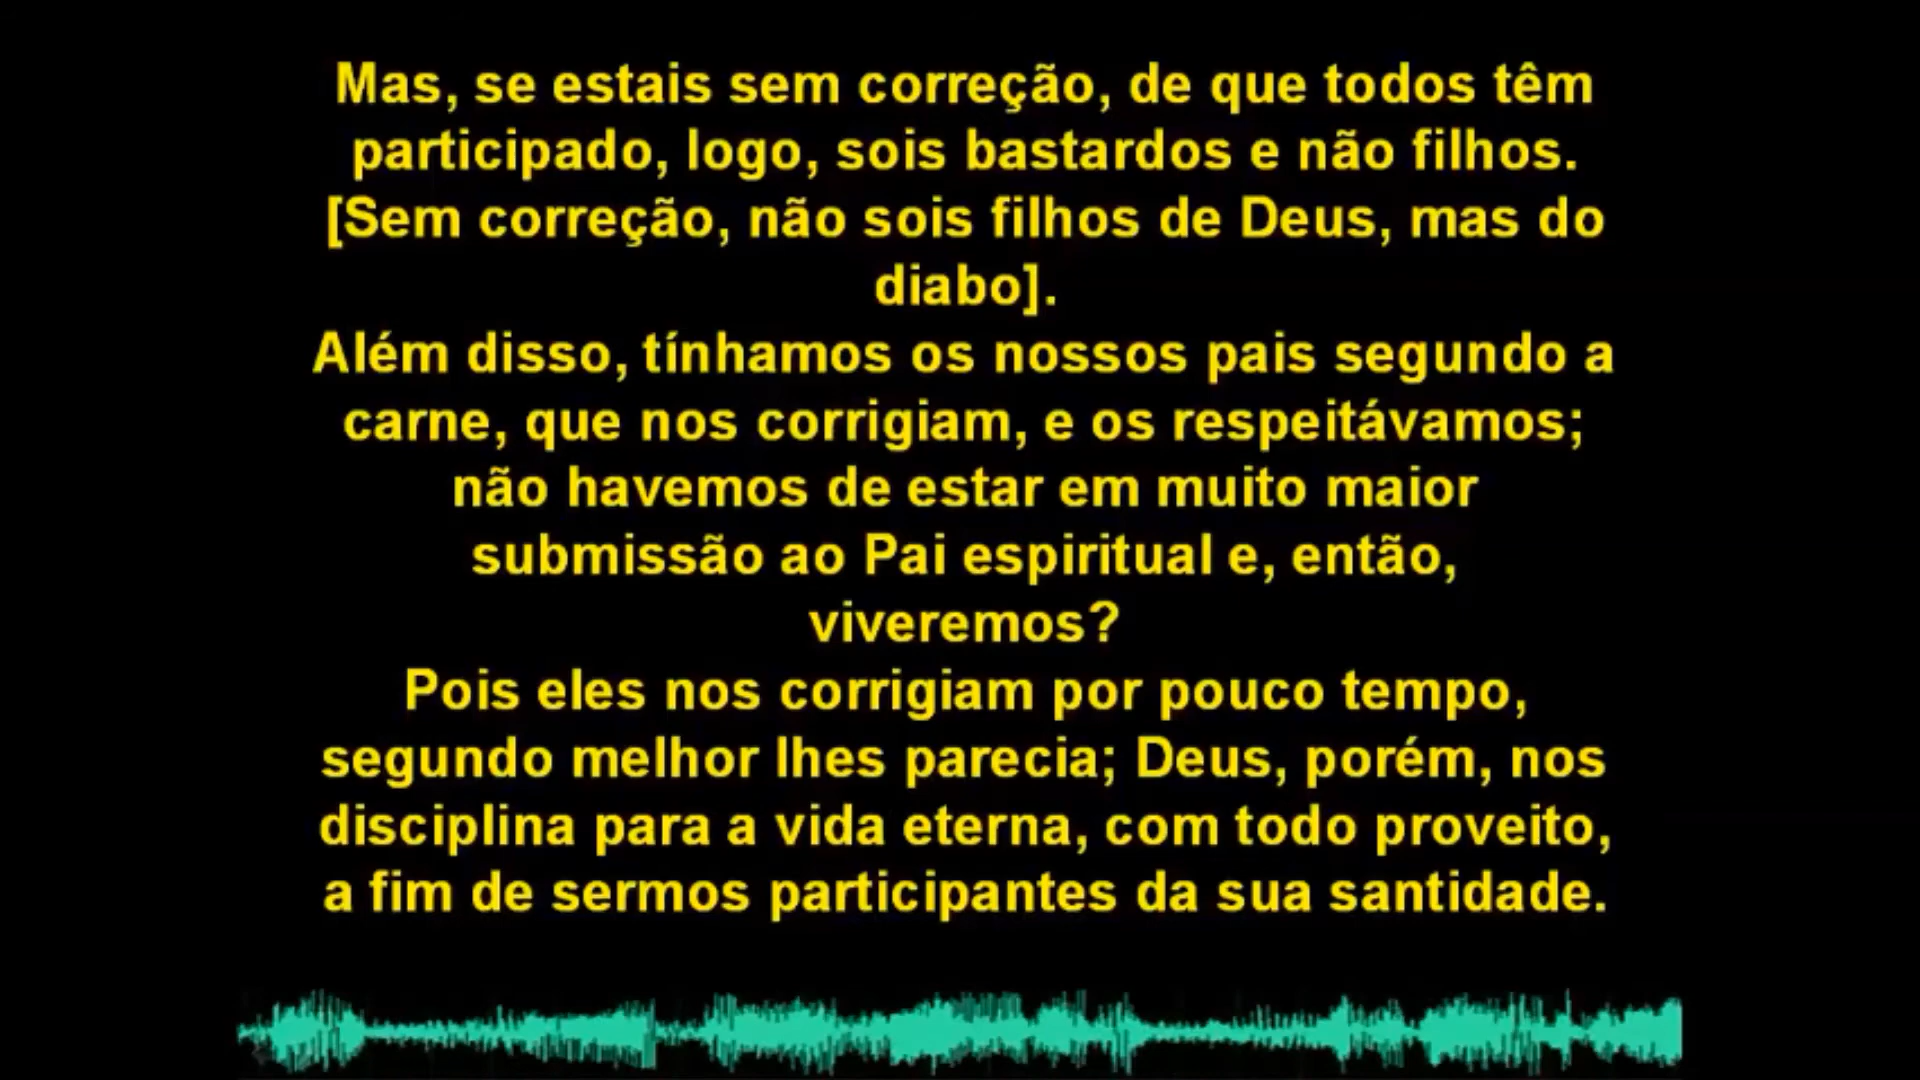 Mas, se estais sem correção, de que todos têm
participado, logo, sois bastardos e não filhos.
[Sem correção, não sois filhos de Deus, mas do
diabo].
Além disso, tínhamos os nossos pais segundo a
carne, que nos corrigiam, e os respeitávamos;
não havemos de estar em muito maior
submissão ao Pai espiritual e, então,
viveremos?
Pois eles nos corrigiam por pouco tempo,
segundo melhor lhes parecia; Deus, porém, nos
disciplina para a vida eterna, com todo proveito,
a fim de sermos participantes da sua santidade.